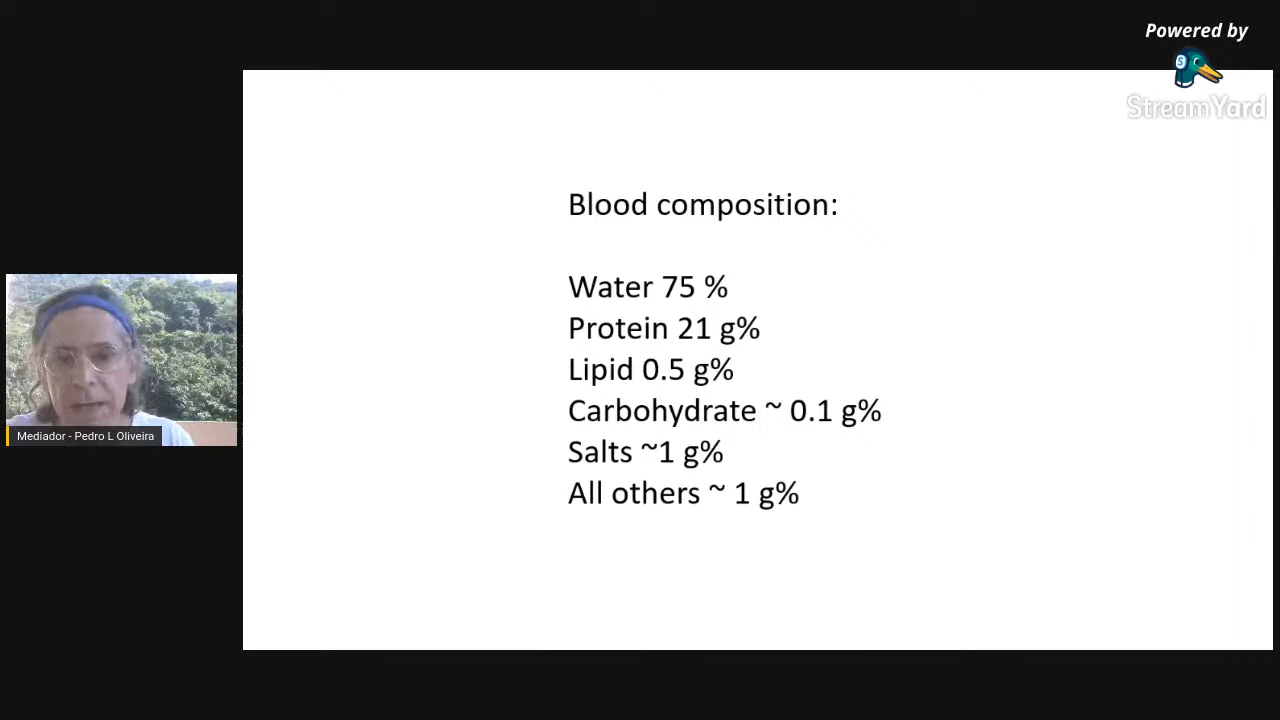 Powered by
StreamYard
Blood composition:
Water 75 %
Protein 21 g%
Lipid 0.5 g%
Carbohydrate ~ 0.1 g%
Salts ~1 g%
All others ~ 1 g%
Mediador - Pedro L Oliveira